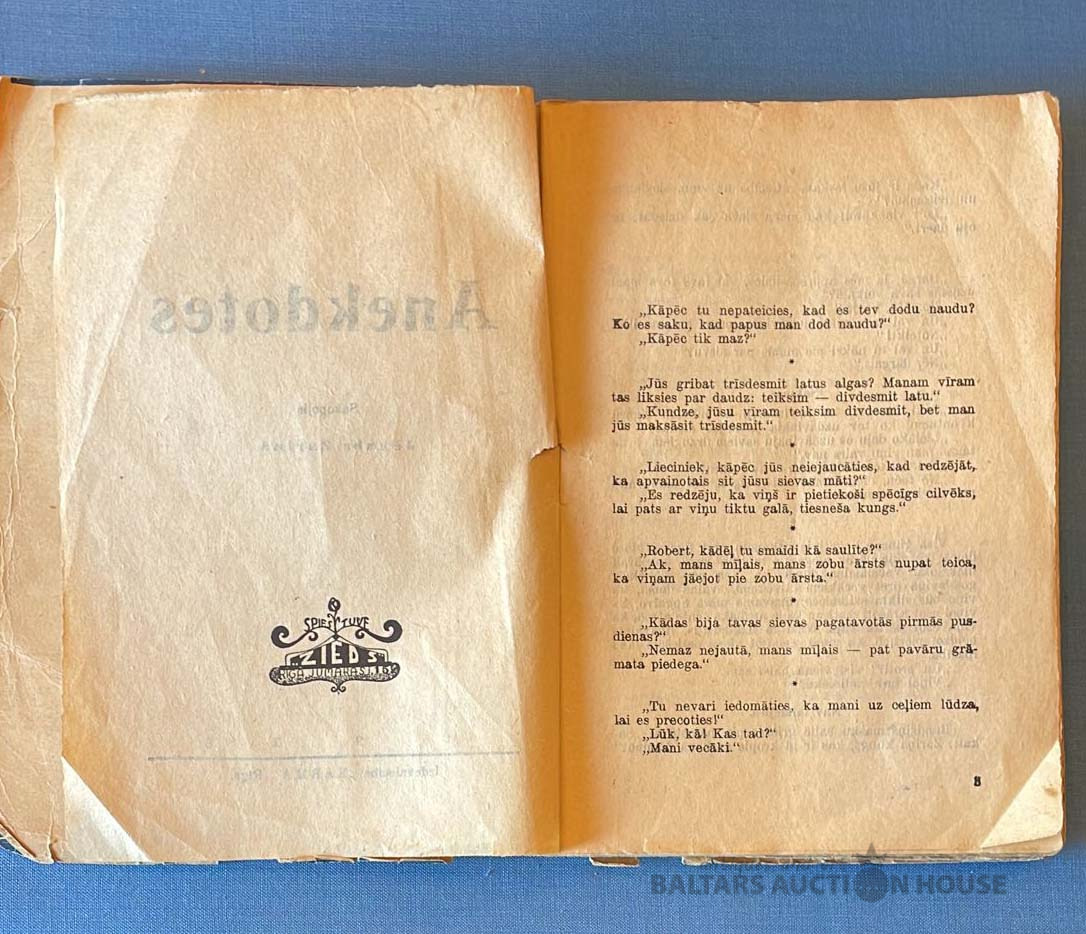 Anekdotes
Sakopojis
SPIESTUVE
"ZIEDS"
RĪGĀ,
„Kāpēc tu nepateicies, kad es tev dodu naudu?
Ko es saku, kad papus man dod naudu?“
„Kāpēc tik maz?“
*
„Jūs gribat trīsdesmit latus algas? Manam vīram
tas liksies par daudz: teiksim — divdesmit latu.“
„Kundze, jūsu vīram teiksim divdesmit, bet man
jūs maksāsit trīsdesmit.“
*
„Lieciniek, kāpēc jūs neiejaucāties, kad redzējāt,
ka apvainotais sit jūsu sievas māti?“
„Es redzēju, ka viņš ir pietiekoši spēcīgs cilvēks,
lai pats ar viņu tiktu galā, tiesneša kungs.“
*
„Robert, kādēļ tu smaidi kā saulīte?“
„Ak, mans mīļais, mans zobu ārsts nupat teica,
ka viņam jāejot pie zobu ārsta.“
*
„Kādas bija tavas sievas pagatavotās pirmās pus-
dienas?“
„Nemaz nejautā, mans mīļais — pat pavāru grā-
mata piedega.“
*
„Tu nevari iedomāties, ka mani uz ceļiem lūdza,
lai es precoties!“
„Lūk, kā! Kas tad?“
„Mani vecāki.“
3
BALTARS AUCTION HOUSE